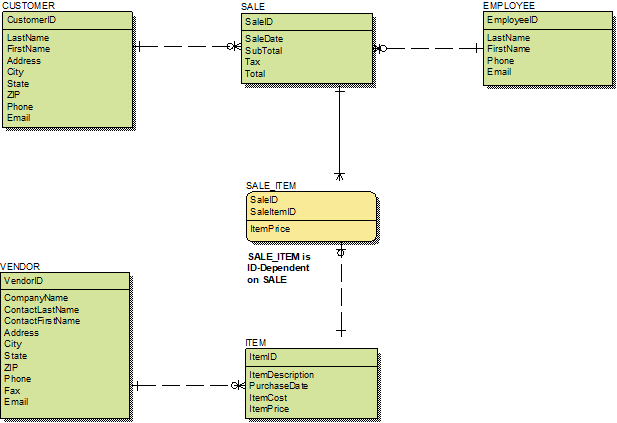 CUSTOMER
CustomerID
LastName
FirstName
Address
City
State
ZIP
Phone
Email
SALE
SaleID
SaleDate
SubTotal
Tax
Total
EMPLOYEE
EmployeeID
LastName
FirstName
Phone
Email
SALE_ITEM
SaleID
SaleItemID
ItemPrice
SALE_ITEM is
ID-Dependent
on SALE
VENDOR
VendorID
CompanyName
ContactLastName
ContactFirstName
Address
City
State
ZIP
Phone
Fax
Email
ITEM
ItemID
ItemDescription
PurchaseDate
ItemCost
ItemPrice